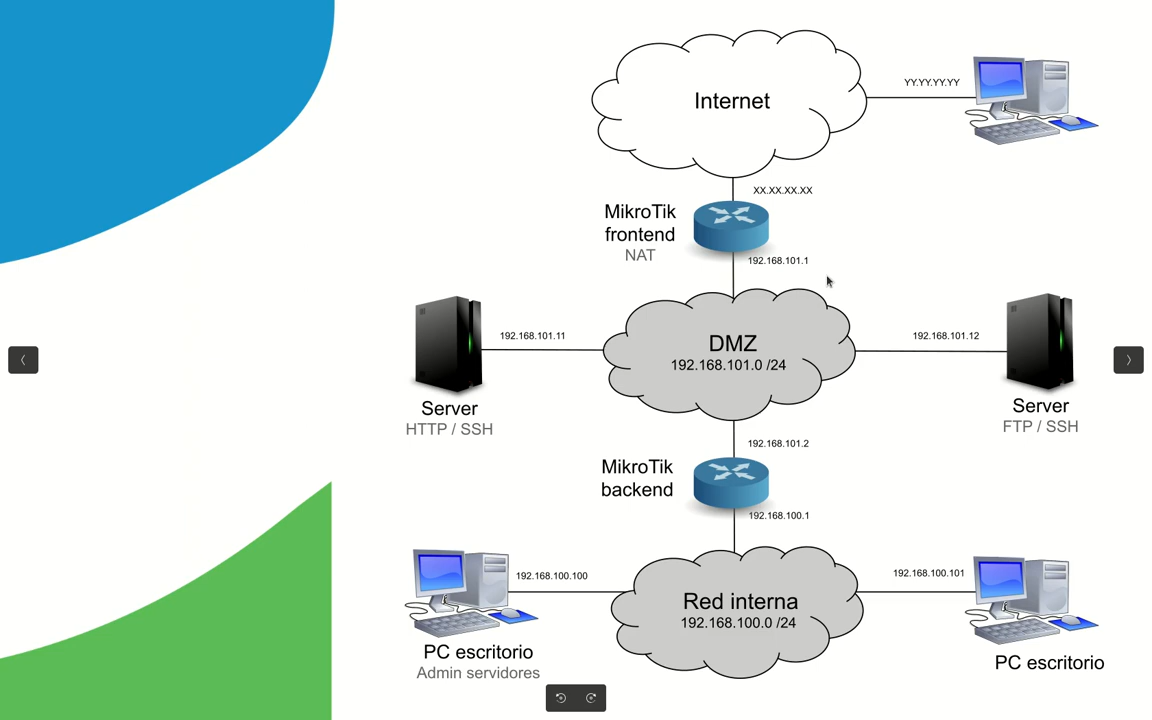 Internet
YY.YY.YY.YY
XX.XX.XX.XX
MikroTik
frontend
NAT
192.168.101.1
192.168.101.11
DMZ
192.168.101.0 /24
192.168.101.12
Server
HTTP / SSH
Server
FTP / SSH
192.168.101.2
MikroTik
backend
192.168.100.1
192.168.100.100
Red interna
192.168.100.0 /24
192.168.100.101
PC escritorio
Admin servidores
PC escritorio